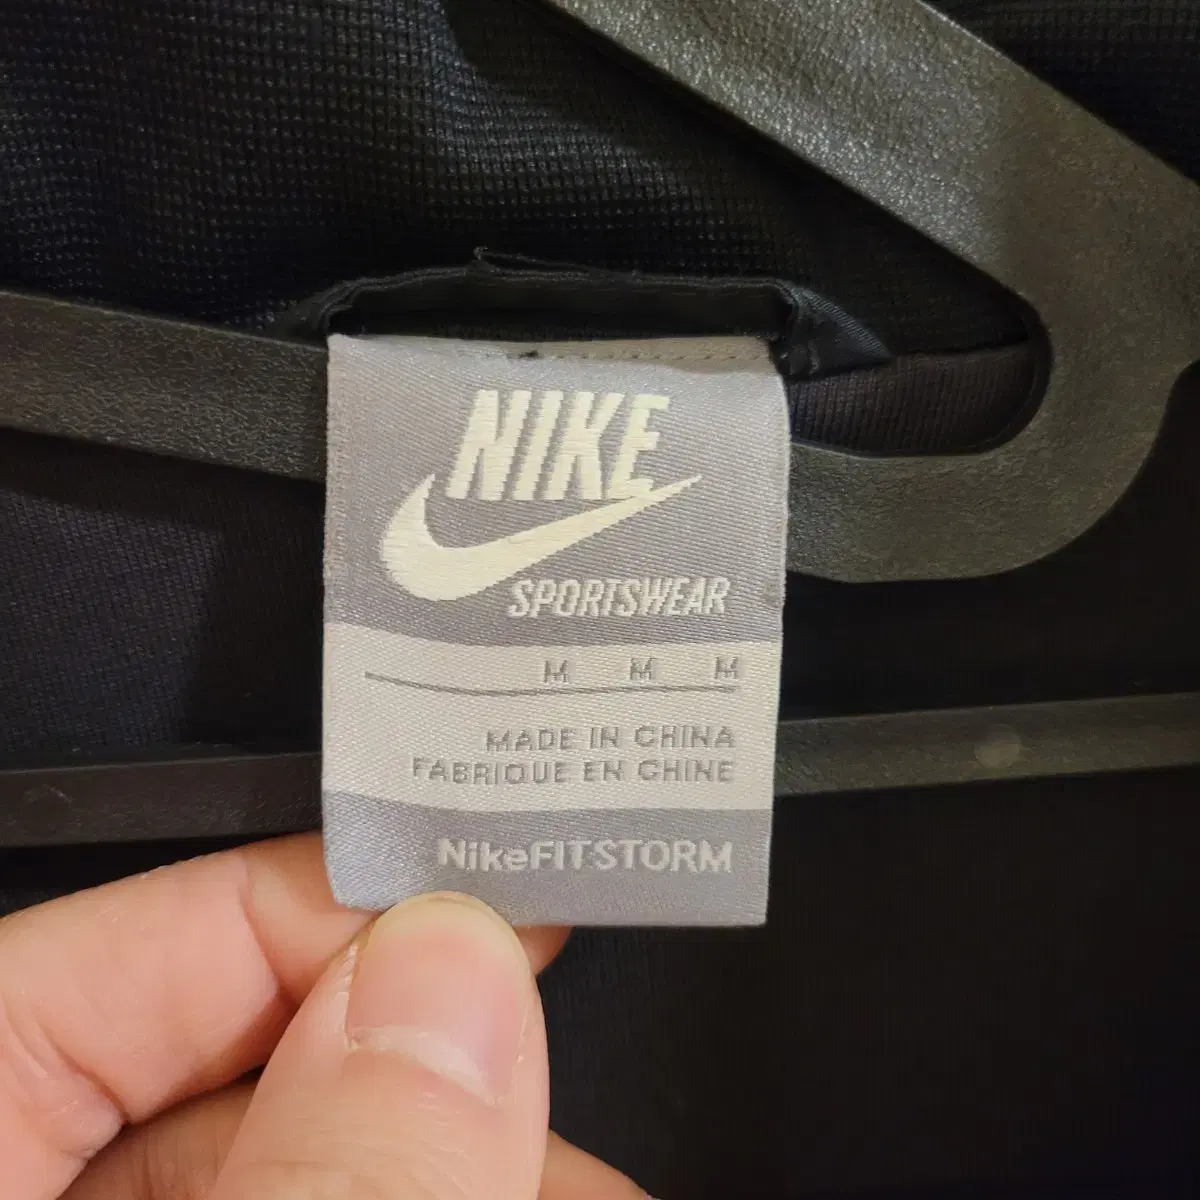 NIKE
SPORTSWEAR
M M M
MADE IN CHINA
FABRIQUE EN CHINE
NikeFITSTORM